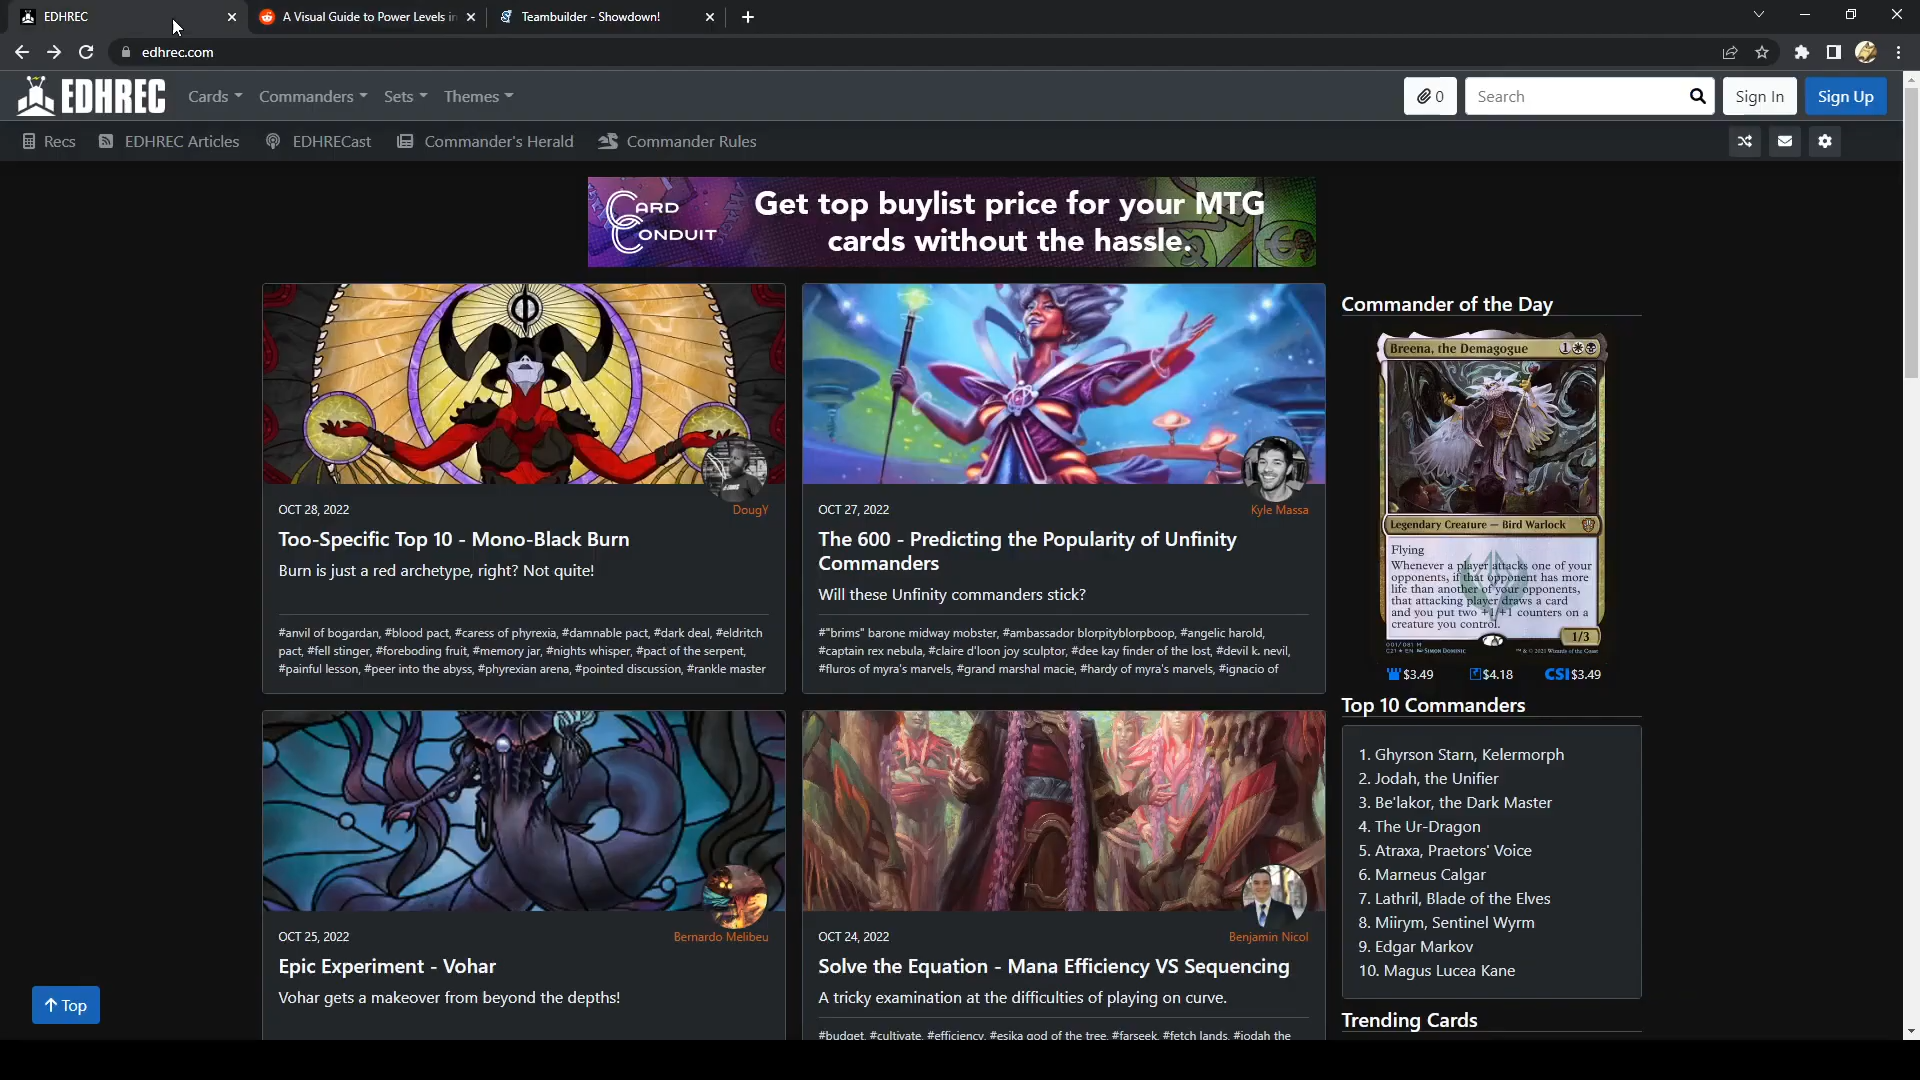 EDHREC
A Visual Guide to Power Levels in
Teambuilder - Showdown!
edhrec.com
EDHREC
Cards
Commanders
Sets
Themes
0
Search
Sign In
Sign Up
Recs
EDHREC Articles
EDHRECast
Commander's Herald
Commander Rules
CARD
CONDUIT
Get top buylist price for your MTG
cards without the hassle.
OCT 28, 2022
DougY
Too-Specific Top 10 - Mono-Black Burn
Burn is just a red archetype, right? Not quite!
#anvil of bogardan, #blood pact, #caress of phyrexia, #damnable pact, #dark deal, #eldritch
pact, #fell stinger, #foreboding fruit, #memory jar, #nights whisper, #pact of the serpent,
#painful lesson, #peer into the abyss, #phyrexian arena, #pointed discussion, #rankle master
OCT 27, 2022
Kyle Massa
The 600 - Predicting the Popularity of Unfinity
Commanders
Will these Unfinity commanders stick?
#"brims" barone midway mobster, #ambassador blorpityblorpboop, #angelic harold,
#captain rex nebula, #claire d'loon joy sculptor, #dee kay finder of the lost, #devil k. nevil,
#fluros of myra's marvels, #grand marshal macie, #hardy of myra's marvels, #ignacio of
OCT 25, 2022
Bernardo Melibeu
Epic Experiment - Vohar
Vohar gets a makeover from beyond the depths!
OCT 24, 2022
Benjamin Nicol
Solve the Equation - Mana Efficiency VS Sequencing
A tricky examination at the difficulties of playing on curve.
#budget, #cultivate, #efficiency, #esika god of the tree, #farseek, #fetch lands, #jodah the
Top
Commander of the Day
Breena, the Demagogue 1
Legendary Creature — Bird Warlock
Flying
Whenever a player attacks one of your
opponents, if that opponent has more
life than another of your opponents,
that attacking player draws a card
and you put two +1/+1 counters on a
creature you control.
1/3
$3.49
$4.18
CSI $3.49
Top 10 Commanders
1. Ghyrson Starn, Kelermorph
2. Jodah, the Unifier
3. Be'lakor, the Dark Master
4. The Ur-Dragon
5. Atraxa, Praetors' Voice
6. Marneus Calgar
7. Lathril, Blade of the Elves
8. Miirym, Sentinel Wyrm
9. Edgar Markov
10. Magus Lucea Kane
Trending Cards